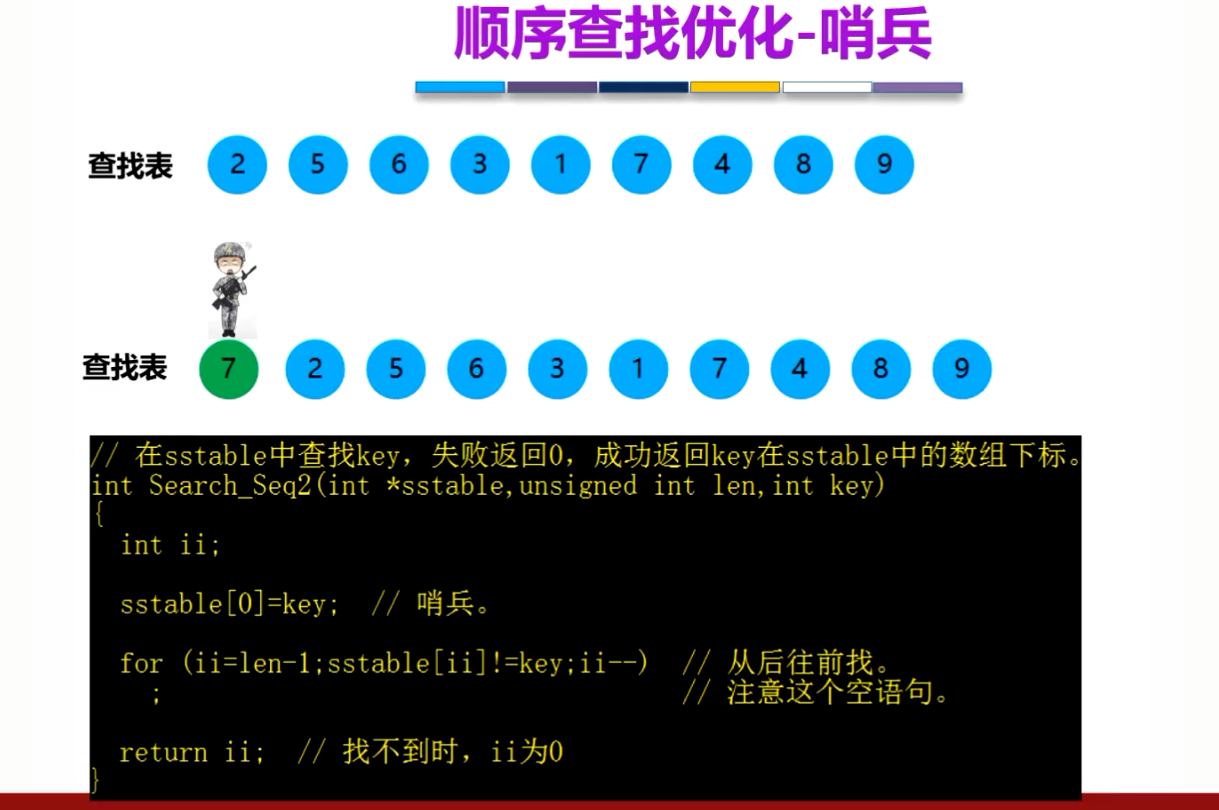 顺序查找优化-哨兵
查找表 2 5 6 3 1 7 4 8 9
查找表 7 2 5 6 3 1 7 4 8 9
// 在sstable中查找key，失败返回0，成功返回key在sstable中的数组下标。
int Search_Seq2(int *sstable,unsigned int len,int key)
{
int ii;
sstable[0]=key; // 哨兵。
for (ii=len-1;sstable[ii]!=key;ii--) // 从后往前找。
; // 注意这个空语句。
return ii; // 找不到时，ii为0
}